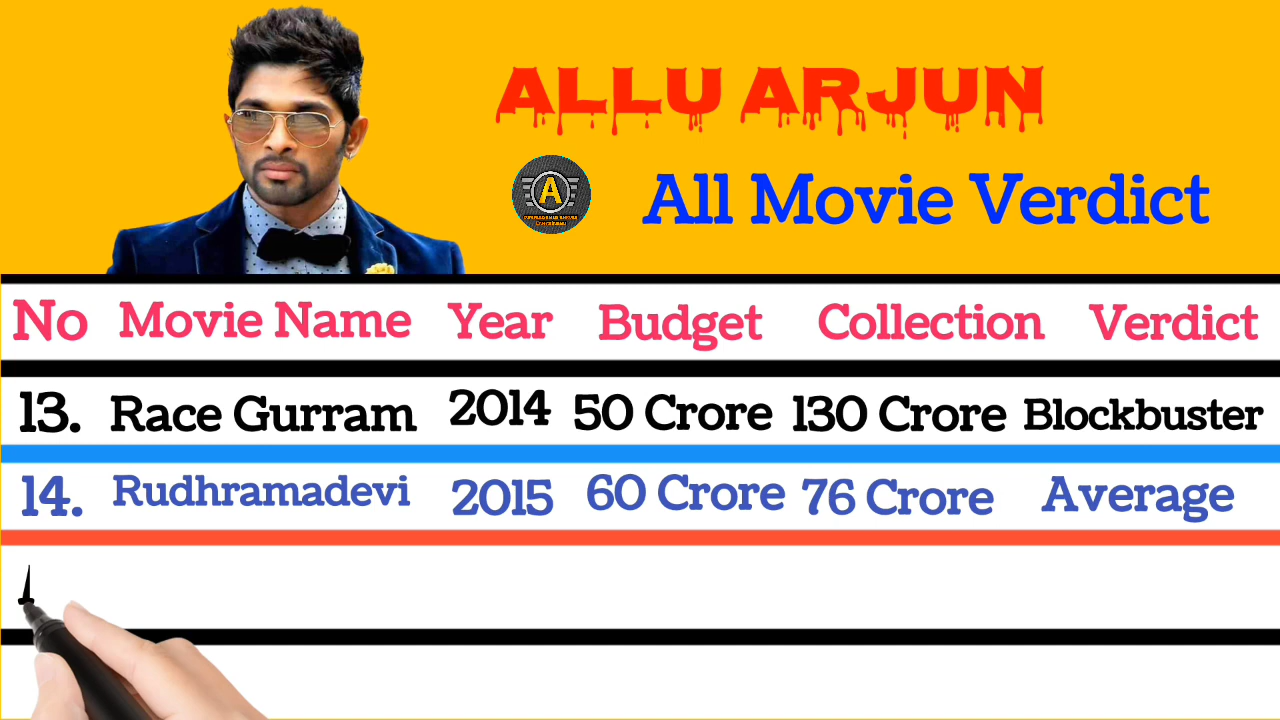 ALLU ARJUN
A
All Movie Verdict
No Movie Name Year Budget Collection Verdict
13. Race Gurram 2014 50 Crore 130 Crore Blockbuster
14. Rudhramadevi 2015 60 Crore 76 Crore Average
1